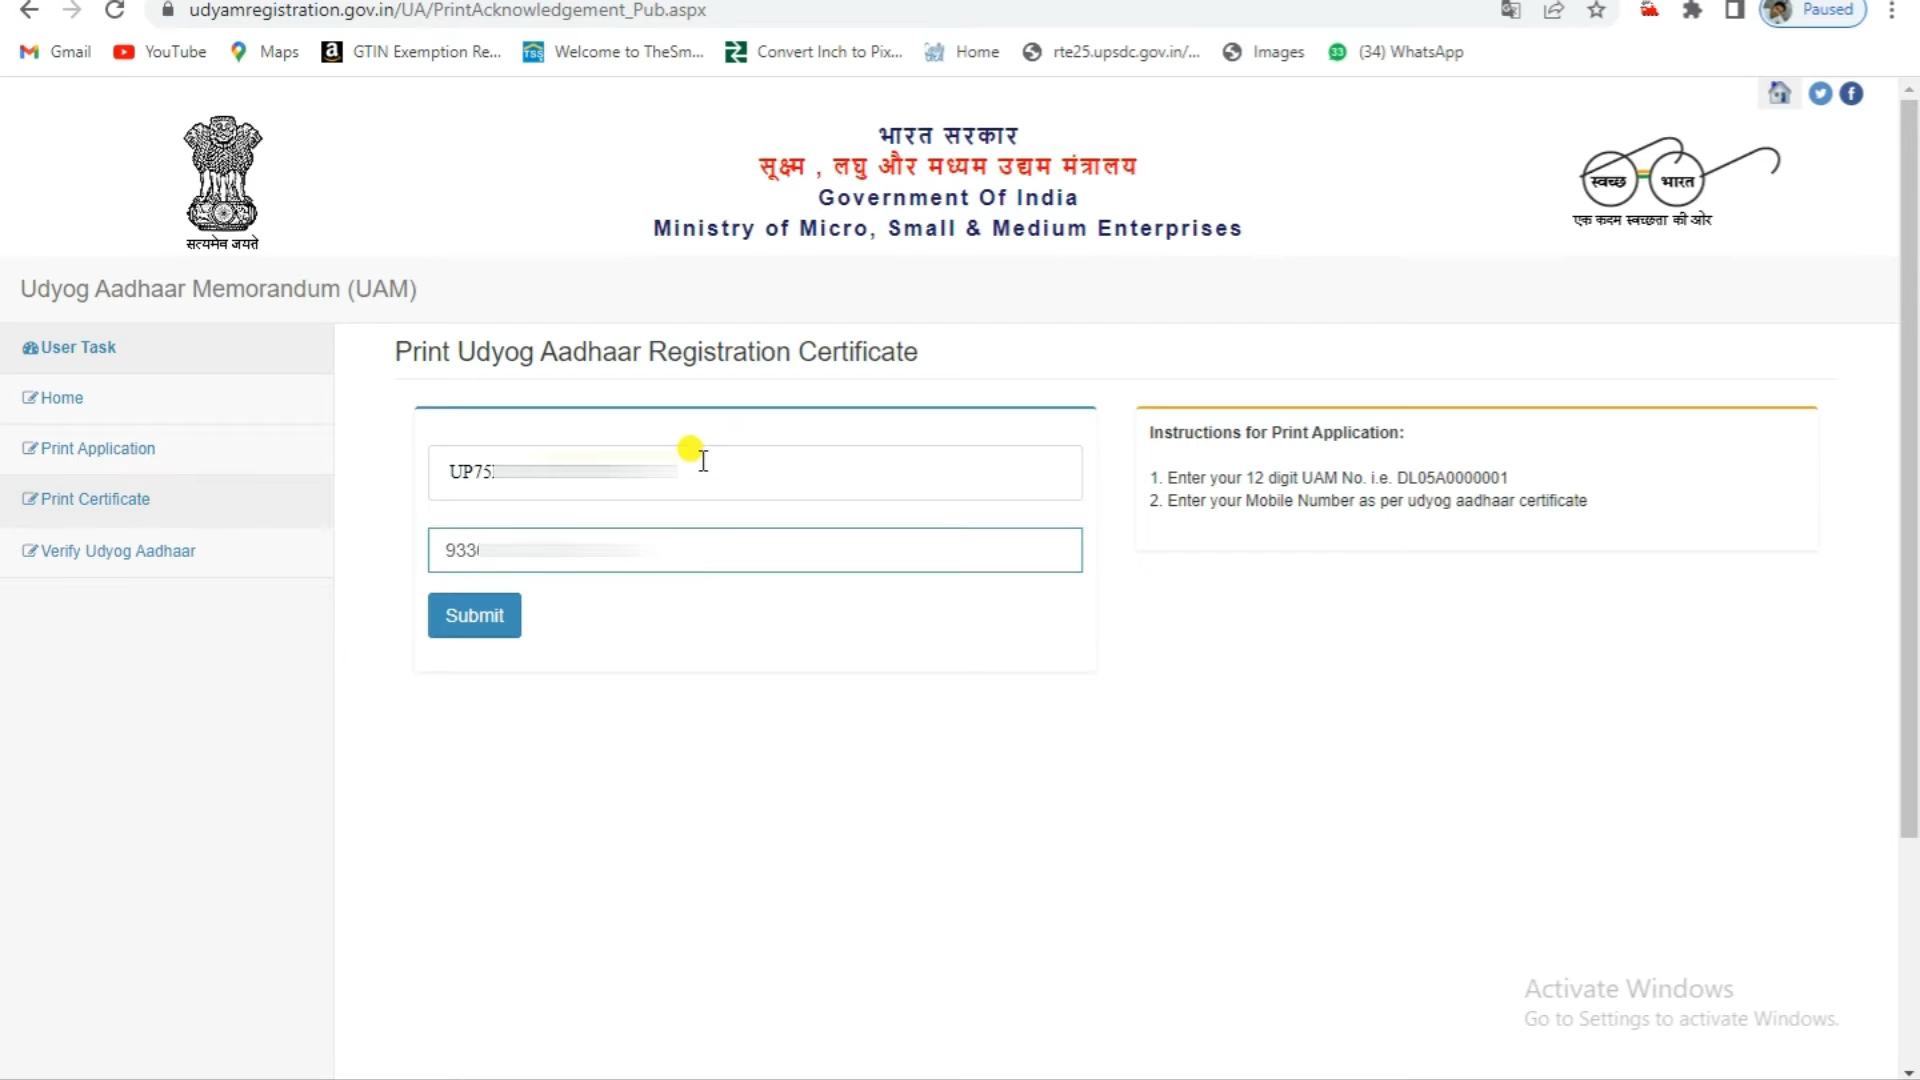 udyamregistration.gov.in/UA/PrintAcknowledgement_Pub.aspx
Paused
Gmail
YouTube
Maps
GTIN Exemption Re...
Welcome to TheSm...
Convert Inch to Pix...
Home
rte25.upsdc.gov.in/...
Images
(34) WhatsApp
भारत सरकार
सूक्ष्म , लघु और मध्यम उद्यम मंत्रालय
Government Of India
Ministry of Micro, Small & Medium Enterprises
सत्यमेव जयते
स्वच्छ भारत
एक कदम स्वच्छता की ओर
Udyog Aadhaar Memorandum (UAM)
User Task
Home
Print Application
Print Certificate
Verify Udyog Aadhaar
Print Udyog Aadhaar Registration Certificate
UP75
933
Submit
Instructions for Print Application:
1. Enter your 12 digit UAM No. i.e. DL05A0000001
2. Enter your Mobile Number as per udyog aadhaar certificate
Activate Windows
Go to Settings to activate Windows.